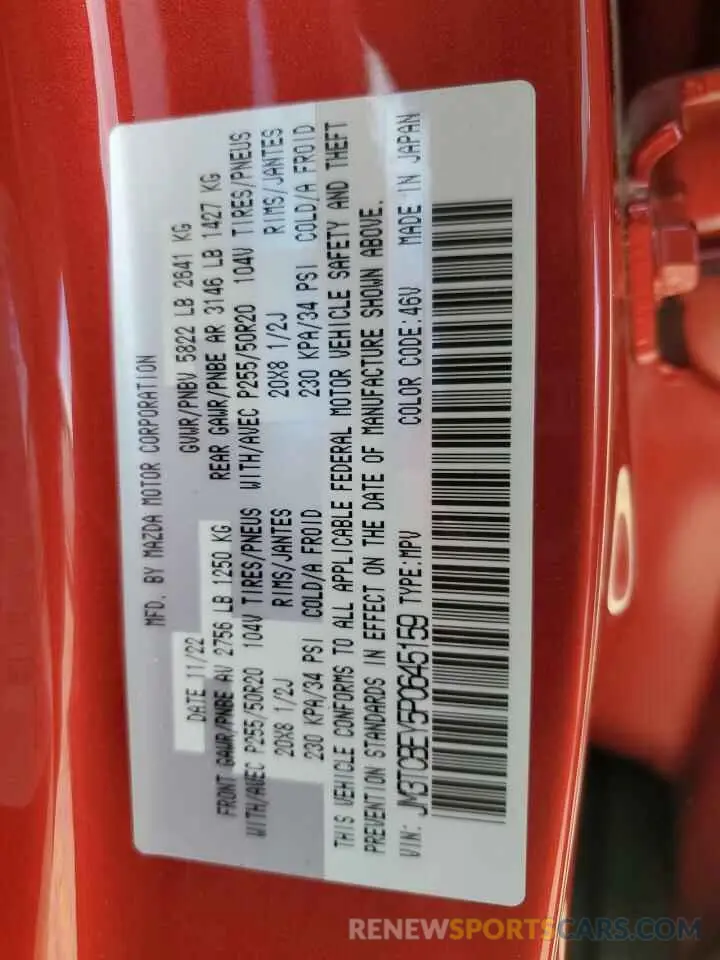 MFD. BY MAZDA MOTOR CORPORATION
DATE 11/22 GVWR/PNBV 5822 LB 2641 KG
FRONT GAWR/PNBE AV 2756 LB 1250 KG REAR GAWR/PNBE AR 3146 LB 1427 KG
WITH/AVEC P255/50R20 104V TIRES/PNEUS WITH/AVEC P255/50R20 104V TIRES/PNEUS
20X8 1/2J RIMS/JANTES 20X8 1/2J RIMS/JANTES
230 KPA/34 PSI COLD/A FROID 230 KPA/34 PSI COLD/A FROID
THIS VEHICLE CONFORMS TO ALL APPLICABLE FEDERAL MOTOR VEHICLE SAFETY AND THEFT
PREVENTION STANDARDS IN EFFECT ON THE DATE OF MANUFACTURE SHOWN ABOVE.
COLOR CODE:46V MADE IN JAPAN
VIN: JM3TCBEY5P0645159 TYPE:MPV
RENEWSPORTSCARS.COM